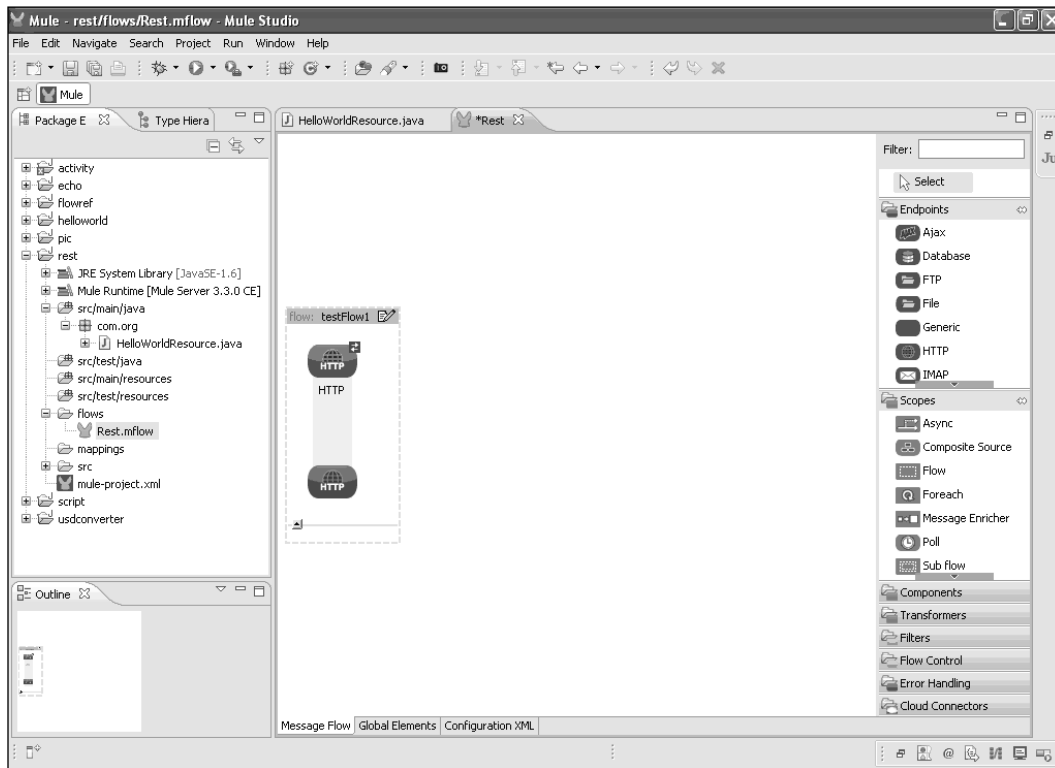 Mule - rest/flows/Rest.mflow - Mule Studio
File Edit Navigate Search Project Run Window Help
Mule
Package E
Type Hiera
activity
echo
flowref
helloworld
pic
rest
JRE System Library [JavaSE-1.6]
Mule Runtime [Mule Server 3.3.0 CE]
src/main/java
com.org
HelloWorldResource.java
src/test/java
src/main/resources
src/test/resources
flows
Rest.mflow
mappings
src
mule-project.xml
script
usdconverter
Outline
HelloWorldResource.java
*Rest
flow: testFlow1
HTTP
HTTP
HTTP
Message Flow Global Elements Configuration XML
Filter:
Select
Endpoints
Ajax
Database
FTP
File
Generic
HTTP
IMAP
Scopes
Async
Composite Source
Flow
Foreach
Message Enricher
Poll
Sub flow
Components
Transformers
Filters
Flow Control
Error Handling
Cloud Connectors
Ju